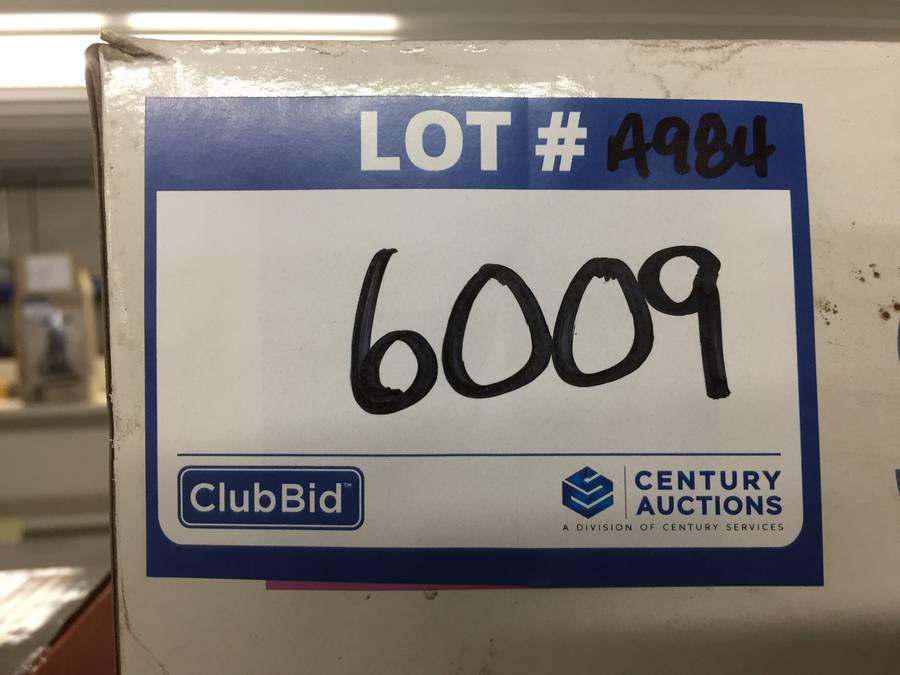 LOT # A984
6009
ClubBid™
CENTURY
AUCTIONS
A DIVISION OF CENTURY SERVICES